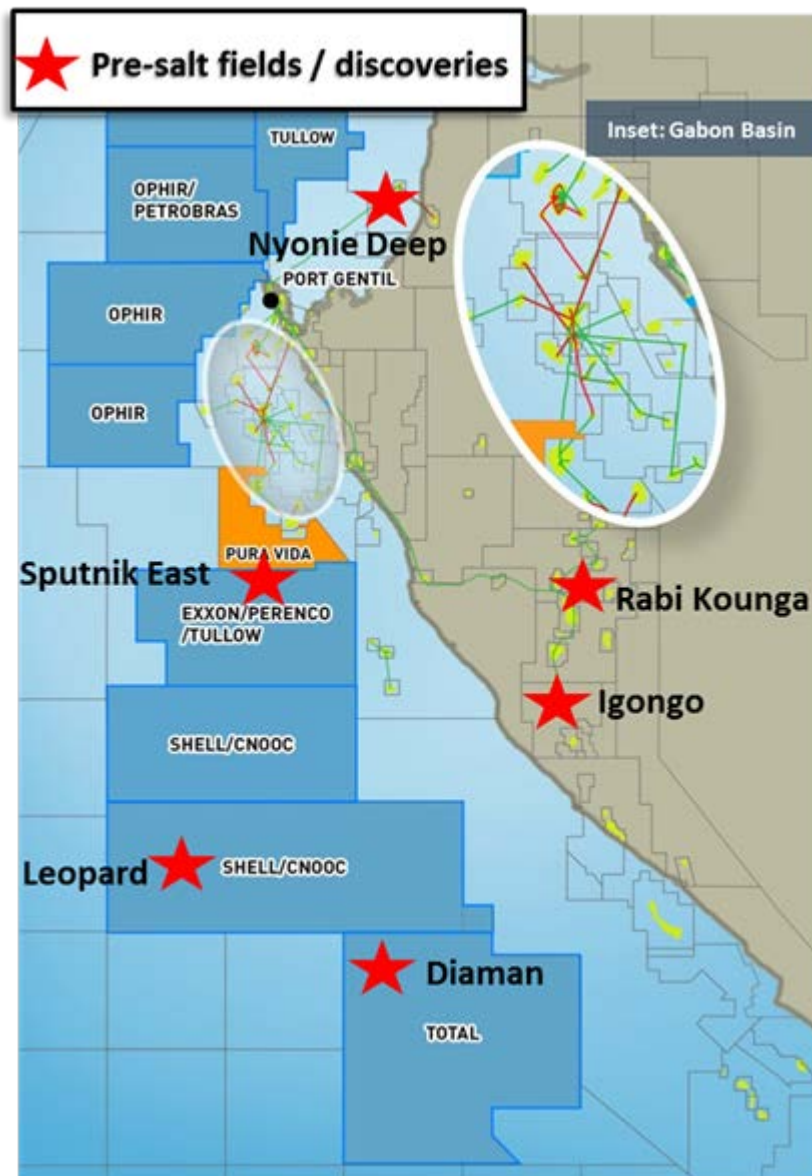 Pre-salt fields / discoveries
Inset: Gabon Basin
TULLOW
OPHIR/
PETROBRAS
Nyonie Deep
PORT GENTIL
OPHIR
OPHIR
PURA VIDA
Sputnik East
EXXON/PERENCO
/TULLOW
Rabi Kounga
Igongo
SHELL/CNOOC
Leopard
SHELL/CNOOC
Diaman
TOTAL